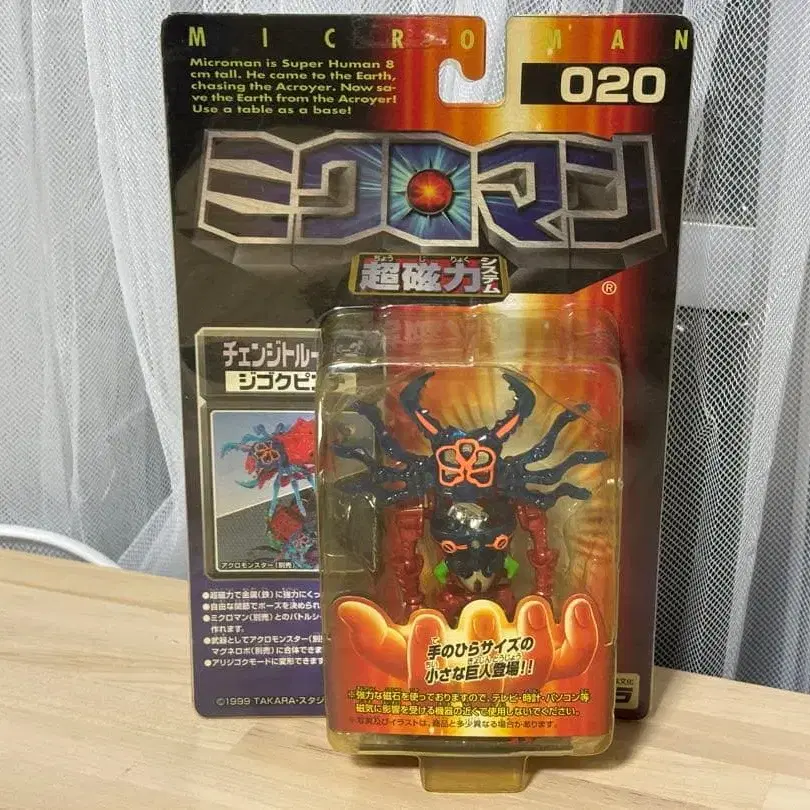 MICROMAN
Microman is Super Human 8
cm tall. He came to the Earth,
chasing the Acroyer. Now sa-
ve the Earth from the Acroyer!
Use a table as a base!
020
ミクロマン
ちょう じ りょく
超磁力システム
®
チェンジトルー
ジゴクピン
アクロモンスター(別売)
●超磁力で金属(鉄)に強力にくっ
●自由な関節でポーズを決められ
●ミクロマン(別売)とのバトルシー
作れます。
●武器としてアクロモンスター(別
マグネロボ(別売)に合体できま
●アリジゴクモードに変形できます
©1999 TAKARA・スタジ
手のひらサイズの
小さな巨人登場!!
※強力な磁石を使っておりますので、テレビ・時計・パソコン等
磁気に影響を受ける機器の近くで使用しないでください。
※写真及びイラストは、商品と多少異なる場合があります。